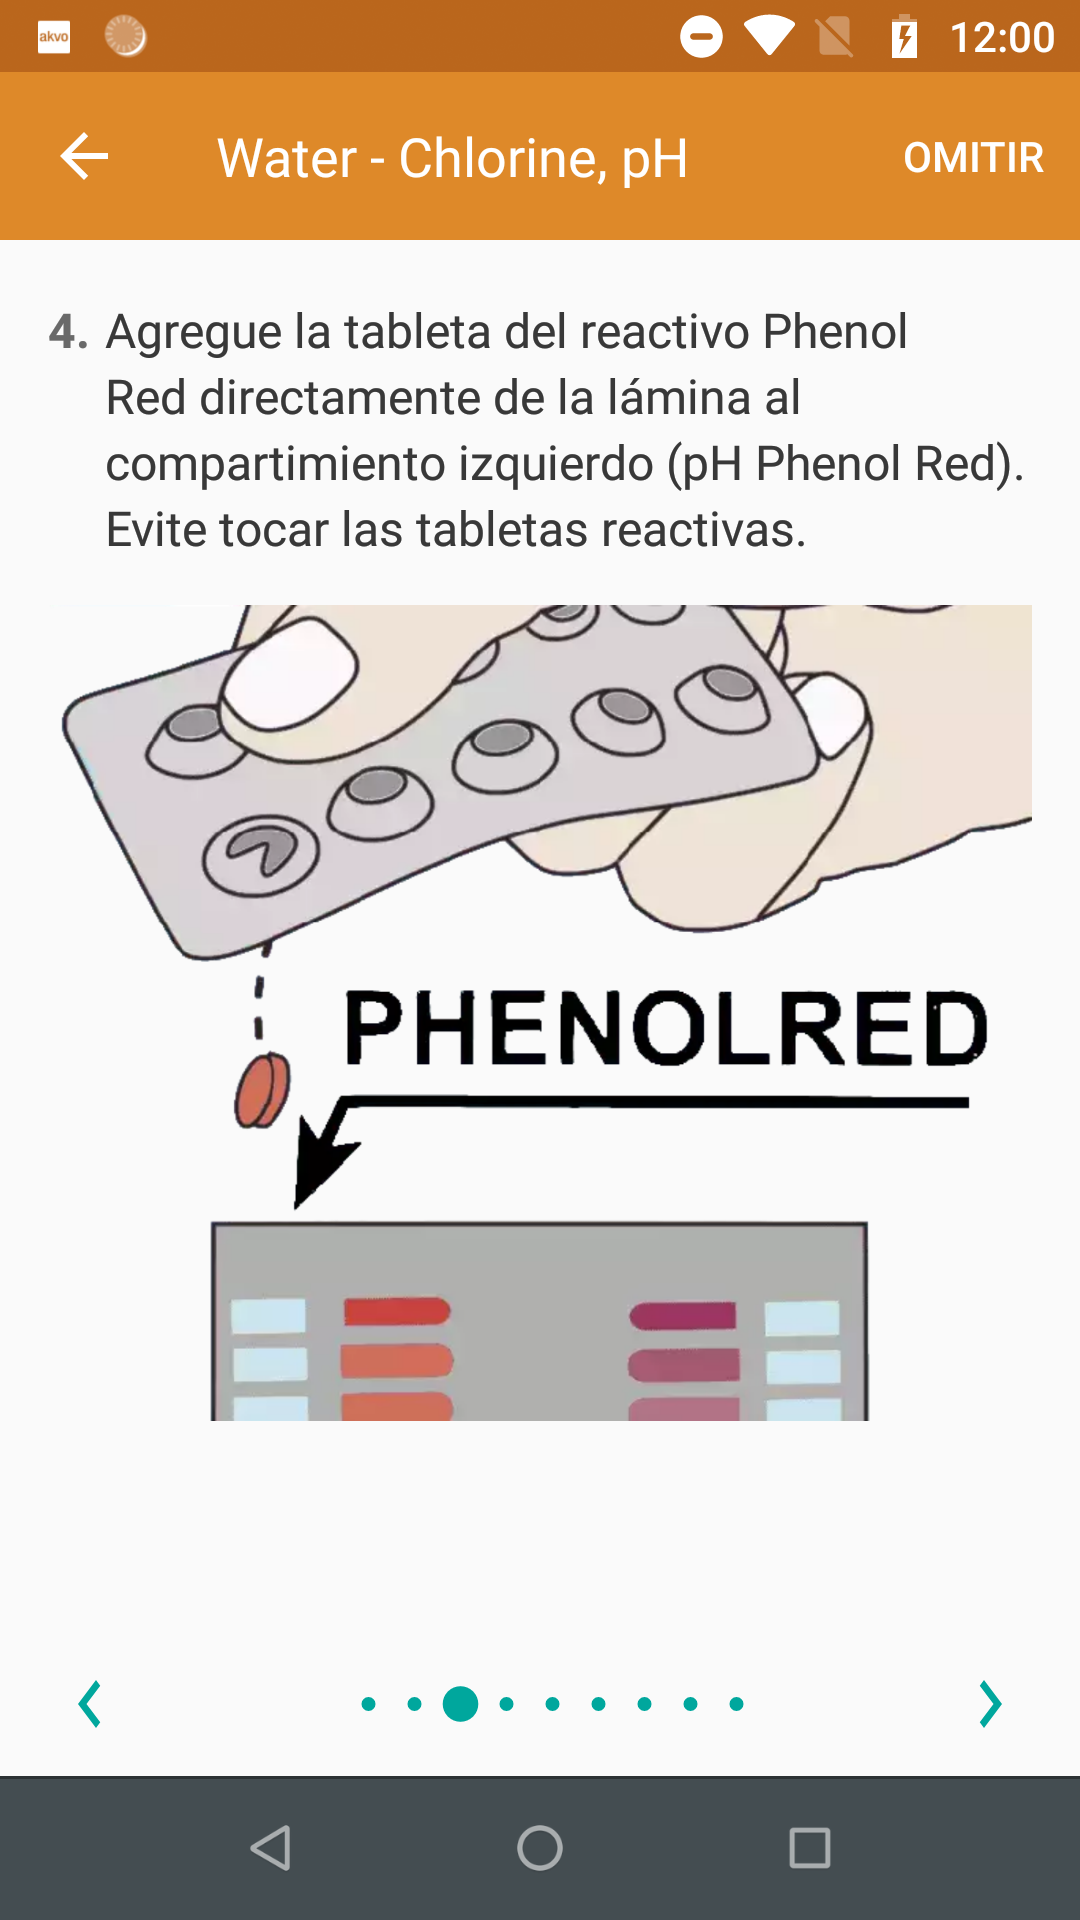 akvo
12:00
Water - Chlorine, pH
OMITIR
4. Agregue la tableta del reactivo Phenol
Red directamente de la lámina al
compartimiento izquierdo (pH Phenol Red).
Evite tocar las tabletas reactivas.
PHENOLRED